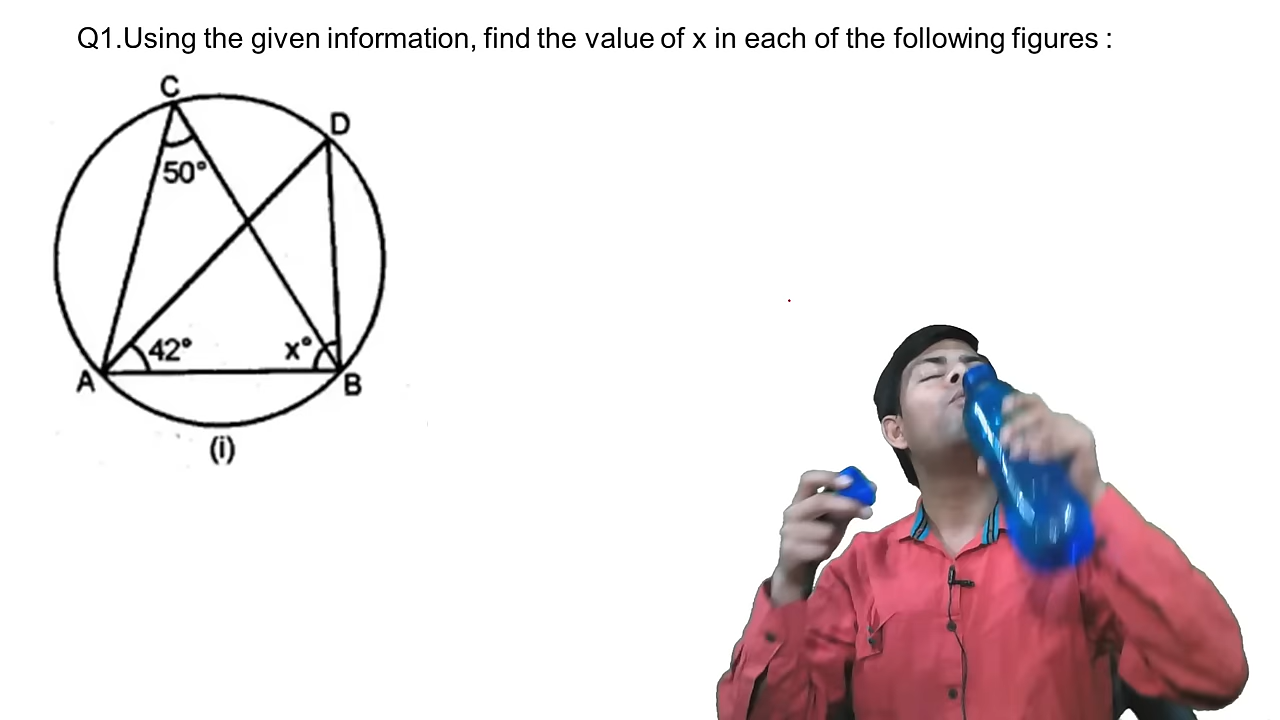 Q1.Using the given information, find the value of x in each of the following figures :
C
D
50°
42°
x°
A
B
(i)